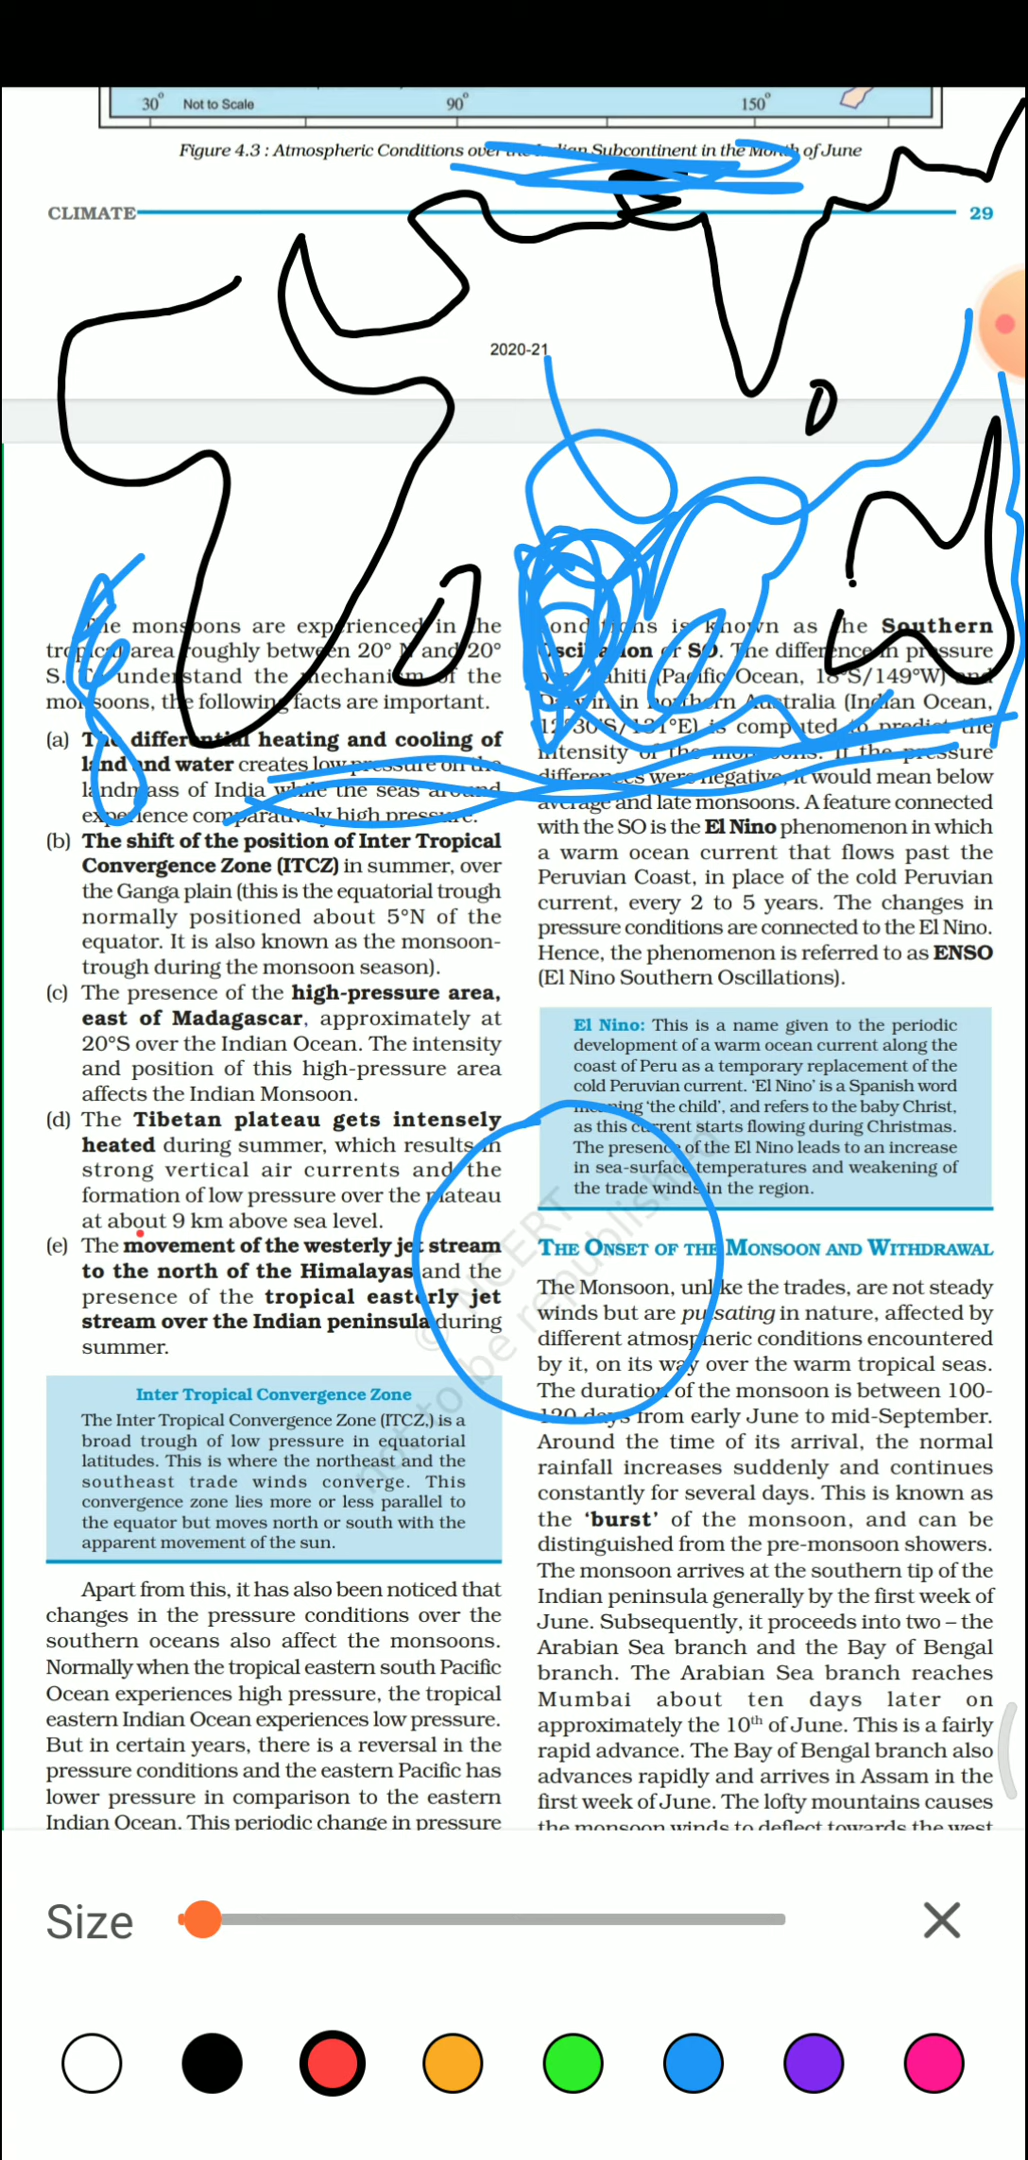 30° Not to Scale 90° 150°
Figure 4.3 : Atmospheric Conditions over the Indian Subcontinent in the Month of June
CLIMATE 29
2020-21
The monsoons are experienced in the
tropical area roughly between 20° N and 20°
S. To understand the mechanism of the
monsoons, the following facts are important.
(a) The differential heating and cooling of
land and water creates low pressure on the
landmass of India while the seas around
experience comparatively high pressure.
(b) The shift of the position of Inter Tropical
Convergence Zone (ITCZ) in summer, over
the Ganga plain (this is the equatorial trough
normally positioned about 5°N of the
equator. It is also known as the monsoon-
trough during the monsoon season).
(c) The presence of the high-pressure area,
east of Madagascar, approximately at
20°S over the Indian Ocean. The intensity
and position of this high-pressure area
affects the Indian Monsoon.
(d) The Tibetan plateau gets intensely
heated during summer, which results in
strong vertical air currents and the
formation of low pressure over the plateau
at about 9 km above sea level.
(e) The movement of the westerly jet stream
to the north of the Himalayas and the
presence of the tropical easterly jet
stream over the Indian peninsula during
summer.
Inter Tropical Convergence Zone
The Inter Tropical Convergence Zone (ITCZ,) is a
broad trough of low pressure in equatorial
latitudes. This is where the northeast and the
southeast trade winds converge. This
convergence zone lies more or less parallel to
the equator but moves north or south with the
apparent movement of the sun.
Apart from this, it has also been noticed that
changes in the pressure conditions over the
southern oceans also affect the monsoons.
Normally when the tropical eastern south Pacific
Ocean experiences high pressure, the tropical
eastern Indian Ocean experiences low pressure.
But in certain years, there is a reversal in the
pressure conditions and the eastern Pacific has
lower pressure in comparison to the eastern
Indian Ocean. This periodic change in pressure
conditions is known as the Southern
Oscillation or SO. The difference in pressure
over Tahiti (Pacific Ocean, 18°S/149°W) and
Darwin in northern Australia (Indian Ocean,
12°30'S/131°E) is computed to predict the
intensity of the monsoons. If the pressure
differences were negative, it would mean below
average and late monsoons. A feature connected
with the SO is the El Nino phenomenon in which
a warm ocean current that flows past the
Peruvian Coast, in place of the cold Peruvian
current, every 2 to 5 years. The changes in
pressure conditions are connected to the El Nino.
Hence, the phenomenon is referred to as ENSO
(El Nino Southern Oscillations).
El Nino: This is a name given to the periodic
development of a warm ocean current along the
coast of Peru as a temporary replacement of the
cold Peruvian current. 'El Nino' is a Spanish word
meaning 'the child', and refers to the baby Christ,
as this current starts flowing during Christmas.
The presence of the El Nino leads to an increase
in sea-surface temperatures and weakening of
the trade winds in the region.
THE ONSET OF THE MONSOON AND WITHDRAWAL
The Monsoon, unlike the trades, are not steady
winds but are pulsating in nature, affected by
different atmospheric conditions encountered
by it, on its way over the warm tropical seas.
The duration of the monsoon is between 100-
120 days from early June to mid-September.
Around the time of its arrival, the normal
rainfall increases suddenly and continues
constantly for several days. This is known as
the 'burst' of the monsoon, and can be
distinguished from the pre-monsoon showers.
The monsoon arrives at the southern tip of the
Indian peninsula generally by the first week of
June. Subsequently, it proceeds into two – the
Arabian Sea branch and the Bay of Bengal
branch. The Arabian Sea branch reaches
Mumbai about ten days later on
approximately the 10th of June. This is a fairly
rapid advance. The Bay of Bengal branch also
advances rapidly and arrives in Assam in the
first week of June. The lofty mountains causes
the monsoon winds to deflect towards the west
© NCERT
not to be republished
Size